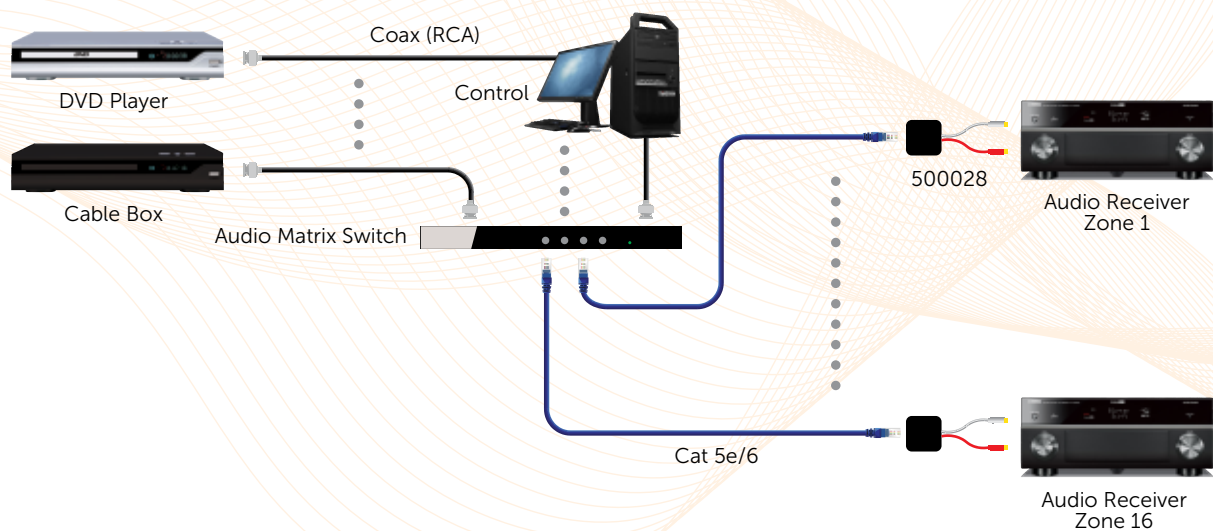 Coax (RCA)
DVD Player
Control
Cable Box
Audio Matrix Switch
500028
Audio Receiver
Zone 1
Cat 5e/6
Audio Receiver
Zone 16